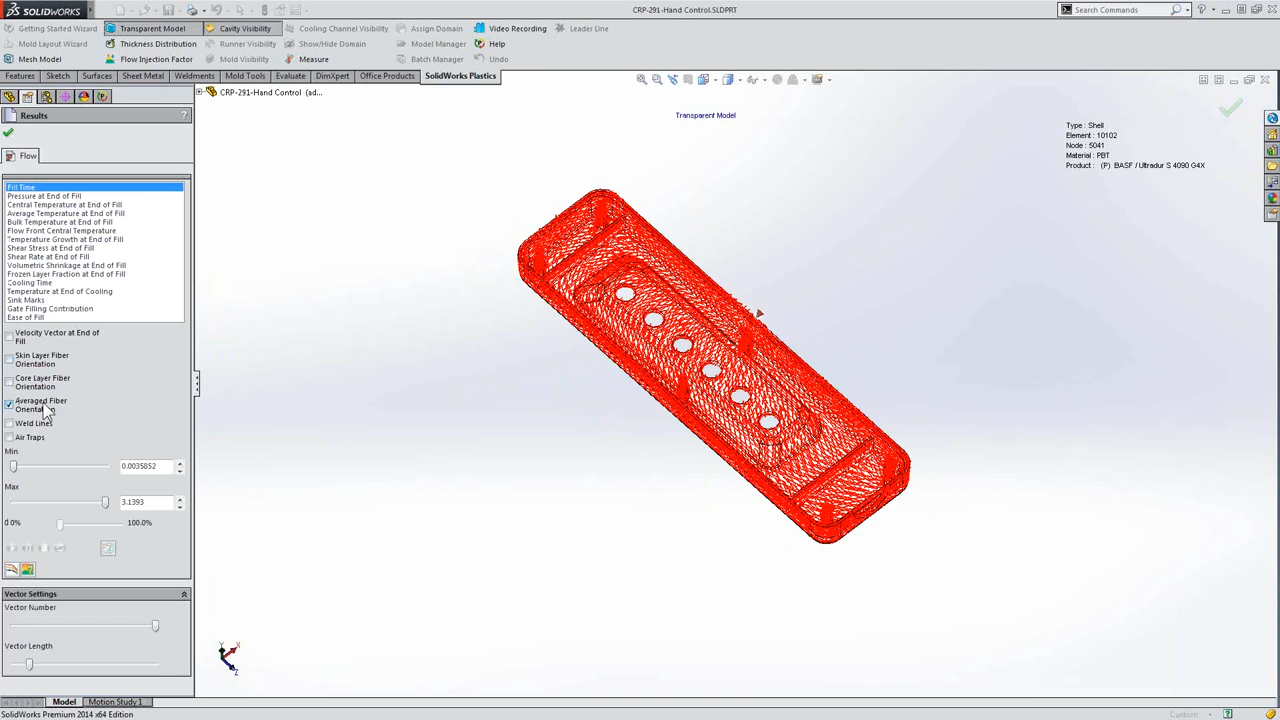 SOLIDWORKS
CRP-291-Hand Control.SLDPRT
Search Commands
Getting Started Wizard
Transparent Model
Cavity Visibility
Cooling Channel Visibility
Assign Domain
Video Recording
Leader Line
Mold Layout Wizard
Thickness Distribution
Runner Visibility
Show/Hide Domain
Model Manager
Help
Mesh Model
Flow Injection Factor
Mold Visibility
Measure
Batch Manager
Undo
Features
Sketch
Surfaces
Sheet Metal
Weldments
Mold Tools
Evaluate
DimXpert
Office Products
SolidWorks Plastics
CRP-291-Hand Control (ad...
Results
?
Flow
Transparent Model
Type : Shell
Element : 10102
Node : 5041
Material : PBT
Product : (P) BASF / Ultradur S 4090 G4X
Fill Time
Pressure at End of Fill
Central Temperature at End of Fill
Average Temperature at End of Fill
Bulk Temperature at End of Fill
Flow Front Central Temperature
Temperature Growth at End of Fill
Shear Stress at End of Fill
Shear Rate at End of Fill
Volumetric Shrinkage at End of Fill
Frozen Layer Fraction at End of Fill
Cooling Time
Temperature at End of Cooling
Sink Marks
Gate Filling Contribution
Ease of Fill
Velocity Vector at End of
Fill
Skin Layer Fiber
Orientation
Core Layer Fiber
Orientation
Averaged Fiber
Orientation
Weld Lines
Air Traps
Min
0.0035852
Max
3.1393
0%
100.0%
Vector Settings
Vector Number
Vector Length
Y
X
Z
Model
Motion Study 1
SolidWorks Premium 2014 x64 Edition
Custom